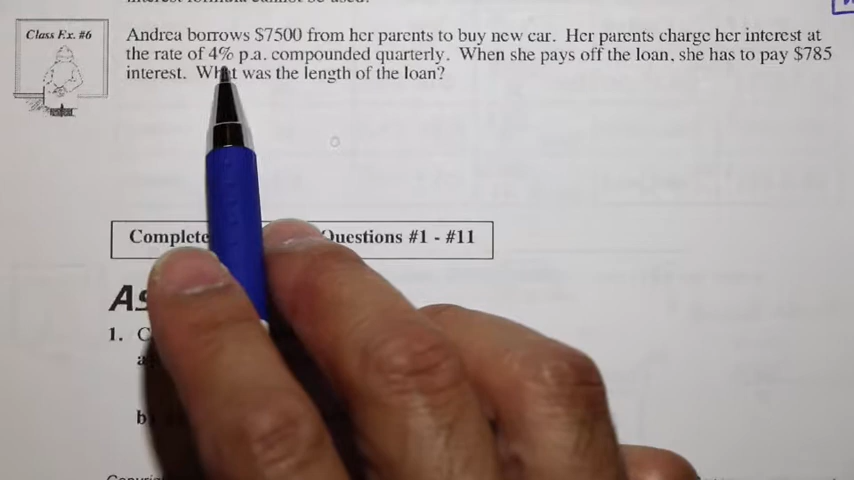 Class Ex. #6
Andrea borrows $7500 from her parents to buy new car. Her parents charge her interest at
the rate of 4% p.a. compounded quarterly. When she pays off the loan, she has to pay $785
interest. What was the length of the loan?
Complete Questions #1 - #11
As
1. C
a
b